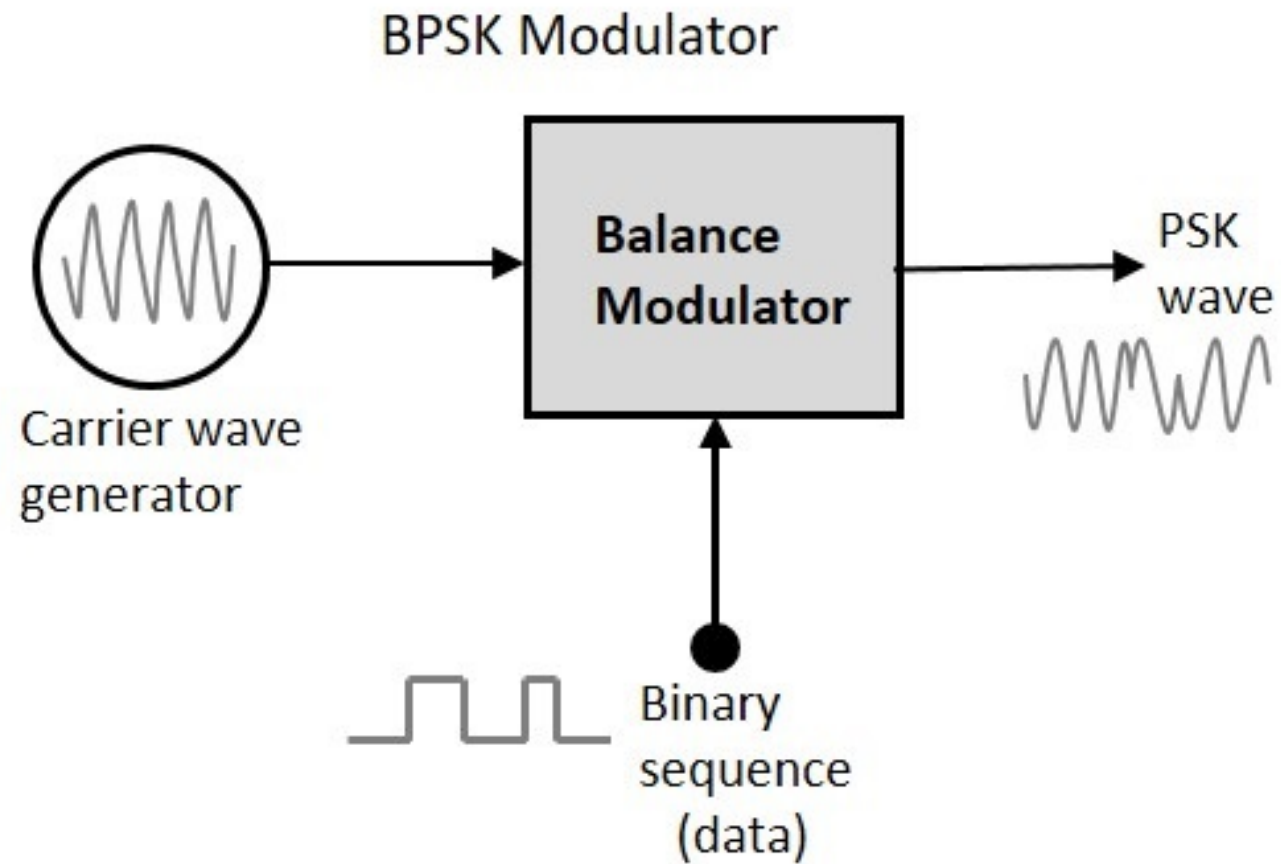 BPSK Modulator
Balance
Modulator
PSK
wave
Carrier wave
generator
Binary
sequence
(data)